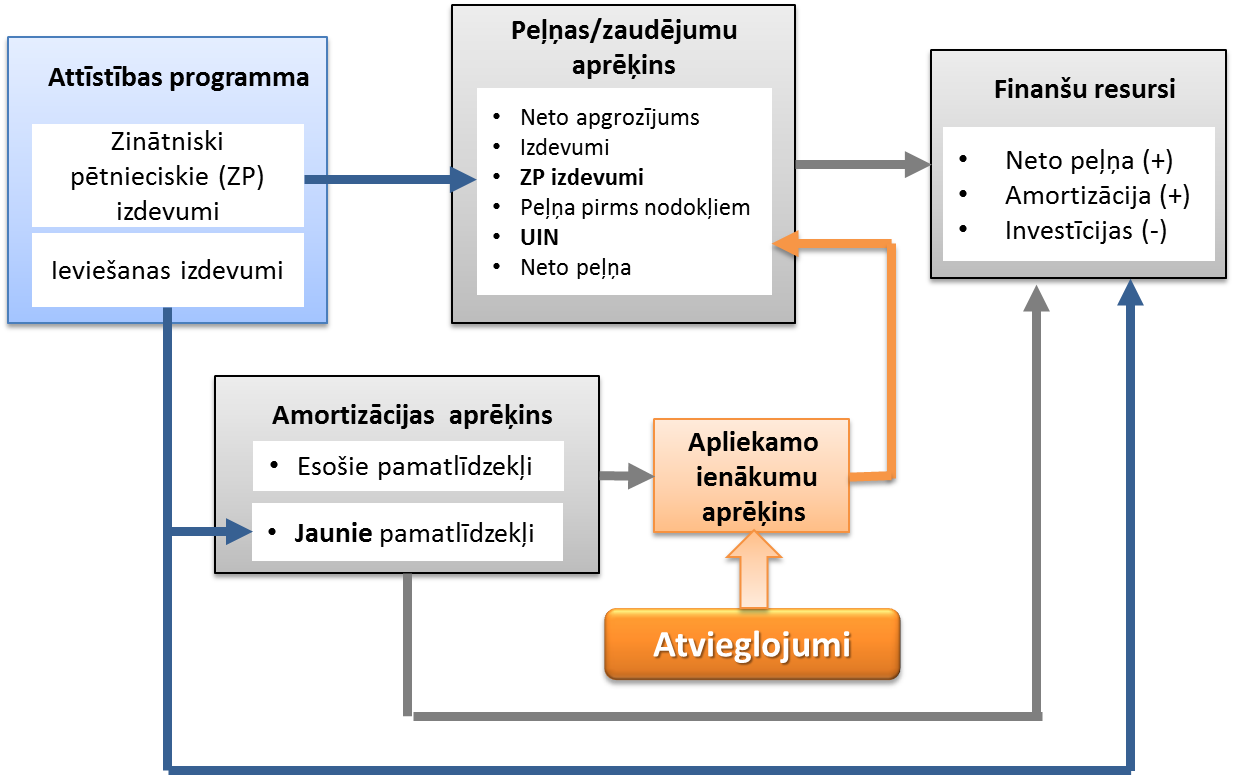 Attīstības programma
Zinātniski
pētnieciskie (ZP)
izdevumi
Ieviešanas izdevumi
Peļņas/zaudējumu
aprēķins
• Neto apgrozījums
• Izdevumi
• ZP izdevumi
• Peļņa pirms nodokļiem
• UIN
• Neto peļņa
Finanšu resursi
• Neto peļņa (+)
• Amortizācija (+)
• Investīcijas (-)
Amortizācijas aprēķins
• Esošie pamatlīdzekļi
• Jaunie pamatlīdzekļi
Apliekamo
ienākumu
aprēķins
Atvieglojumi